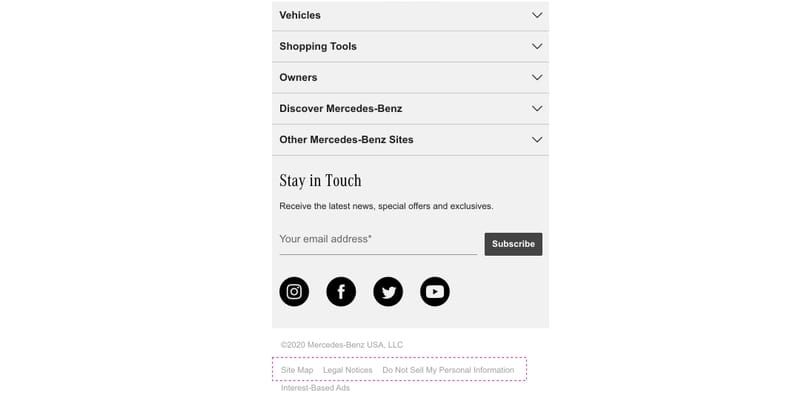 Vehicles
Shopping Tools
Owners
Discover Mercedes-Benz
Other Mercedes-Benz Sites
Stay in Touch
Receive the latest news, special offers and exclusives.
Your email address*
Subscribe
©2020 Mercedes-Benz USA, LLC
Site Map Legal Notices Do Not Sell My Personal Information
Interest-Based Ads